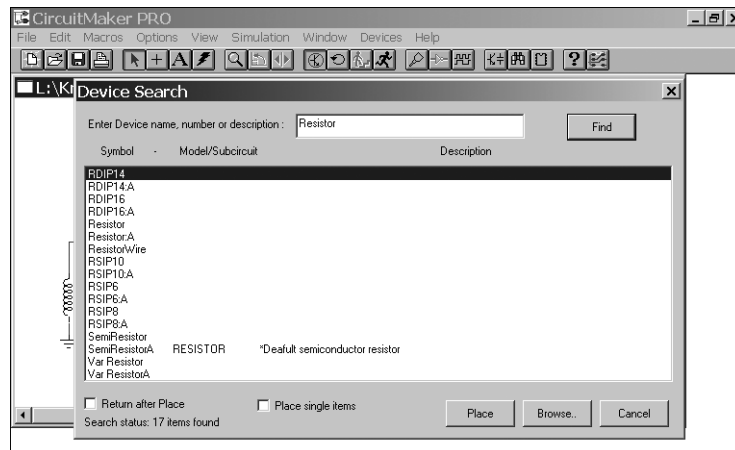 CircuitMaker PRO
File Edit Macros Options View Simulation Window Devices Help
L:\Kr
Device Search
Enter Device name, number or description : Resistor Find
Symbol - Model/Subcircuit Description
RDIP14
RDIP14:A
RDIP16
RDIP16:A
Resistor
Resistor:A
ResistorWire
RSIP10
RSIP10:A
RSIP6
RSIP6:A
RSIP8
RSIP8:A
SemiResistor
SemiResistorA RESISTOR *Deafult semiconductor resistor
Var Resistor
Var ResistorA
Return after Place Place single items
Place Browse.. Cancel
Search status: 17 items found